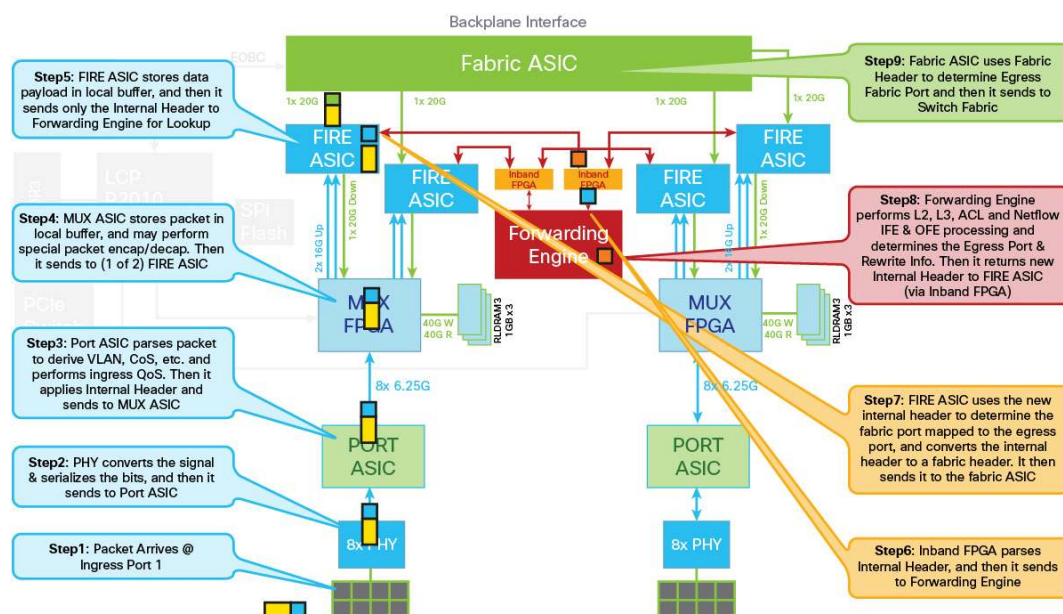 Backplane Interface
Fabric ASIC
EOBC
Step5: FIRE ASIC stores data
payload in local buffer, and then it
sends only the Internal Header to
Forwarding Engine for Lookup
Step9: Fabric ASIC uses Fabric
Header to determine Egress
Fabric Port and then it sends to
Switch Fabric
1x 20G
1x 20G
1x 20G
1x 20G
FIRE
ASIC
FIRE
ASIC
FIRE
ASIC
FIRE
ASIC
Inband
FPGA
Inband
FPGA
LCP
P2010
SPI
Flash
Forwarding
Engine
Step4: MUX ASIC stores packet in
local buffer, and may perform
special packet encap/decap. Then
it sends to (1 of 2) FIRE ASIC
Step8: Forwarding Engine
performs L2, L3, ACL and Netflow
IFE & OFE processing and
determines the Egress Port &
Rewrite Info. Then it returns new
Internal Header to FIRE ASIC
(via Inband FPGA)
2x 16G Up
1x 20G Down
2x 16G Up
1x 20G Down
PCIe
MUX
FPGA
40G W
40G R
RLDRAM3
1GB x3
MUX
FPGA
40G W
40G R
RLDRAM3
1GB x3
Step3: Port ASIC parses packet
to derive VLAN, CoS, etc. and
performs ingress QoS. Then it
applies Internal Header and
sends to MUX ASIC
8x 6.25G
8x 6.25G
Step7: FIRE ASIC uses the new
internal header to determine the
fabric port mapped to the egress
port, and converts the internal
header to a fabric header. It then
sends it to the fabric ASIC
PORT
ASIC
PORT
ASIC
Step2: PHY converts the signal
& serializes the bits, and then it
sends to Port ASIC
8x PHY
8x PHY
Step1: Packet Arrives @
Ingress Port 1
Step6: Inband FPGA parses
Internal Header, and then it sends
to Forwarding Engine